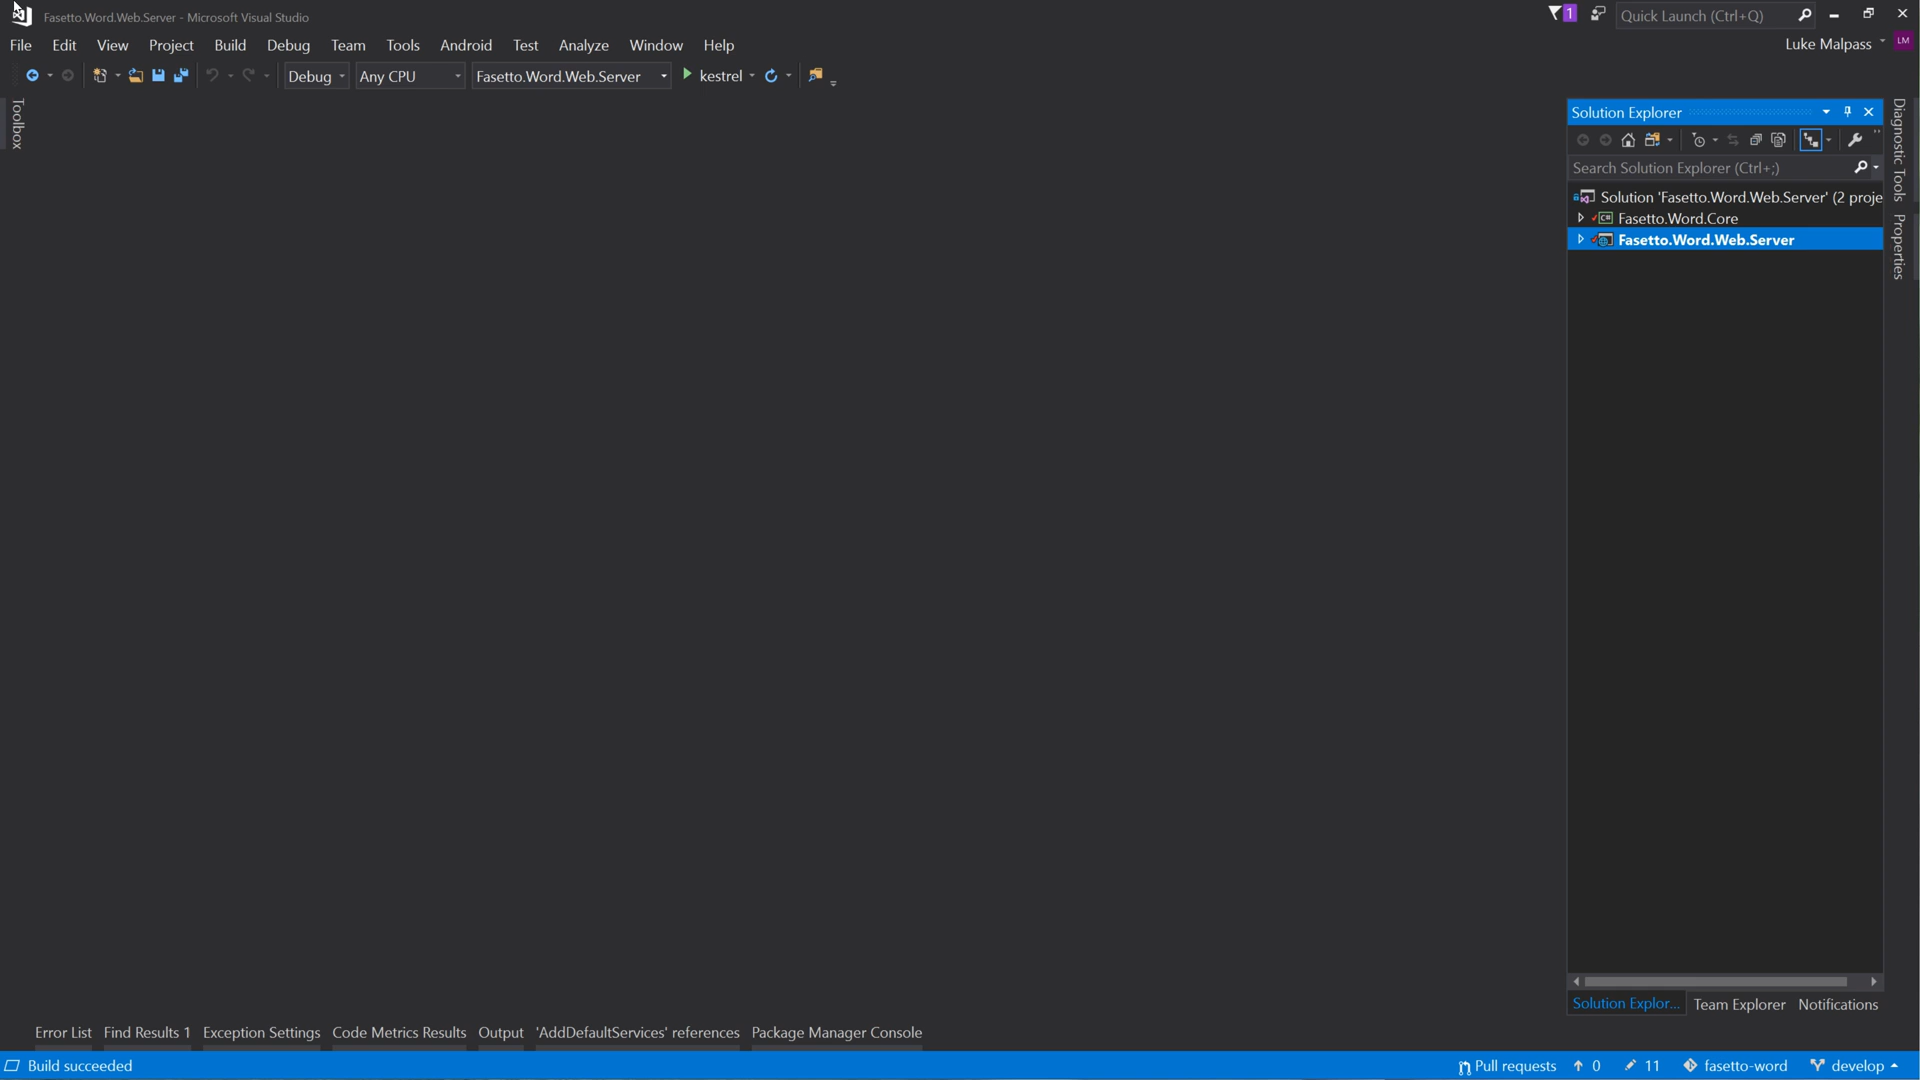 Fasetto.Word.Web.Server - Microsoft Visual Studio
1
Quick Launch (Ctrl+Q)
File Edit View Project Build Debug Team Tools Android Test Analyze Window Help
Luke Malpass LM
Debug Any CPU Fasetto.Word.Web.Server kestrel
Toolbox
Solution Explorer
Search Solution Explorer (Ctrl+;)
Solution 'Fasetto.Word.Web.Server' (2 proje
C# Fasetto.Word.Core
Fasetto.Word.Web.Server
Diagnostic Tools
Properties
Solution Explor... Team Explorer Notifications
Error List Find Results 1 Exception Settings Code Metrics Results Output 'AddDefaultServices' references Package Manager Console
Build succeeded Pull requests 0 11 fasetto-word develop